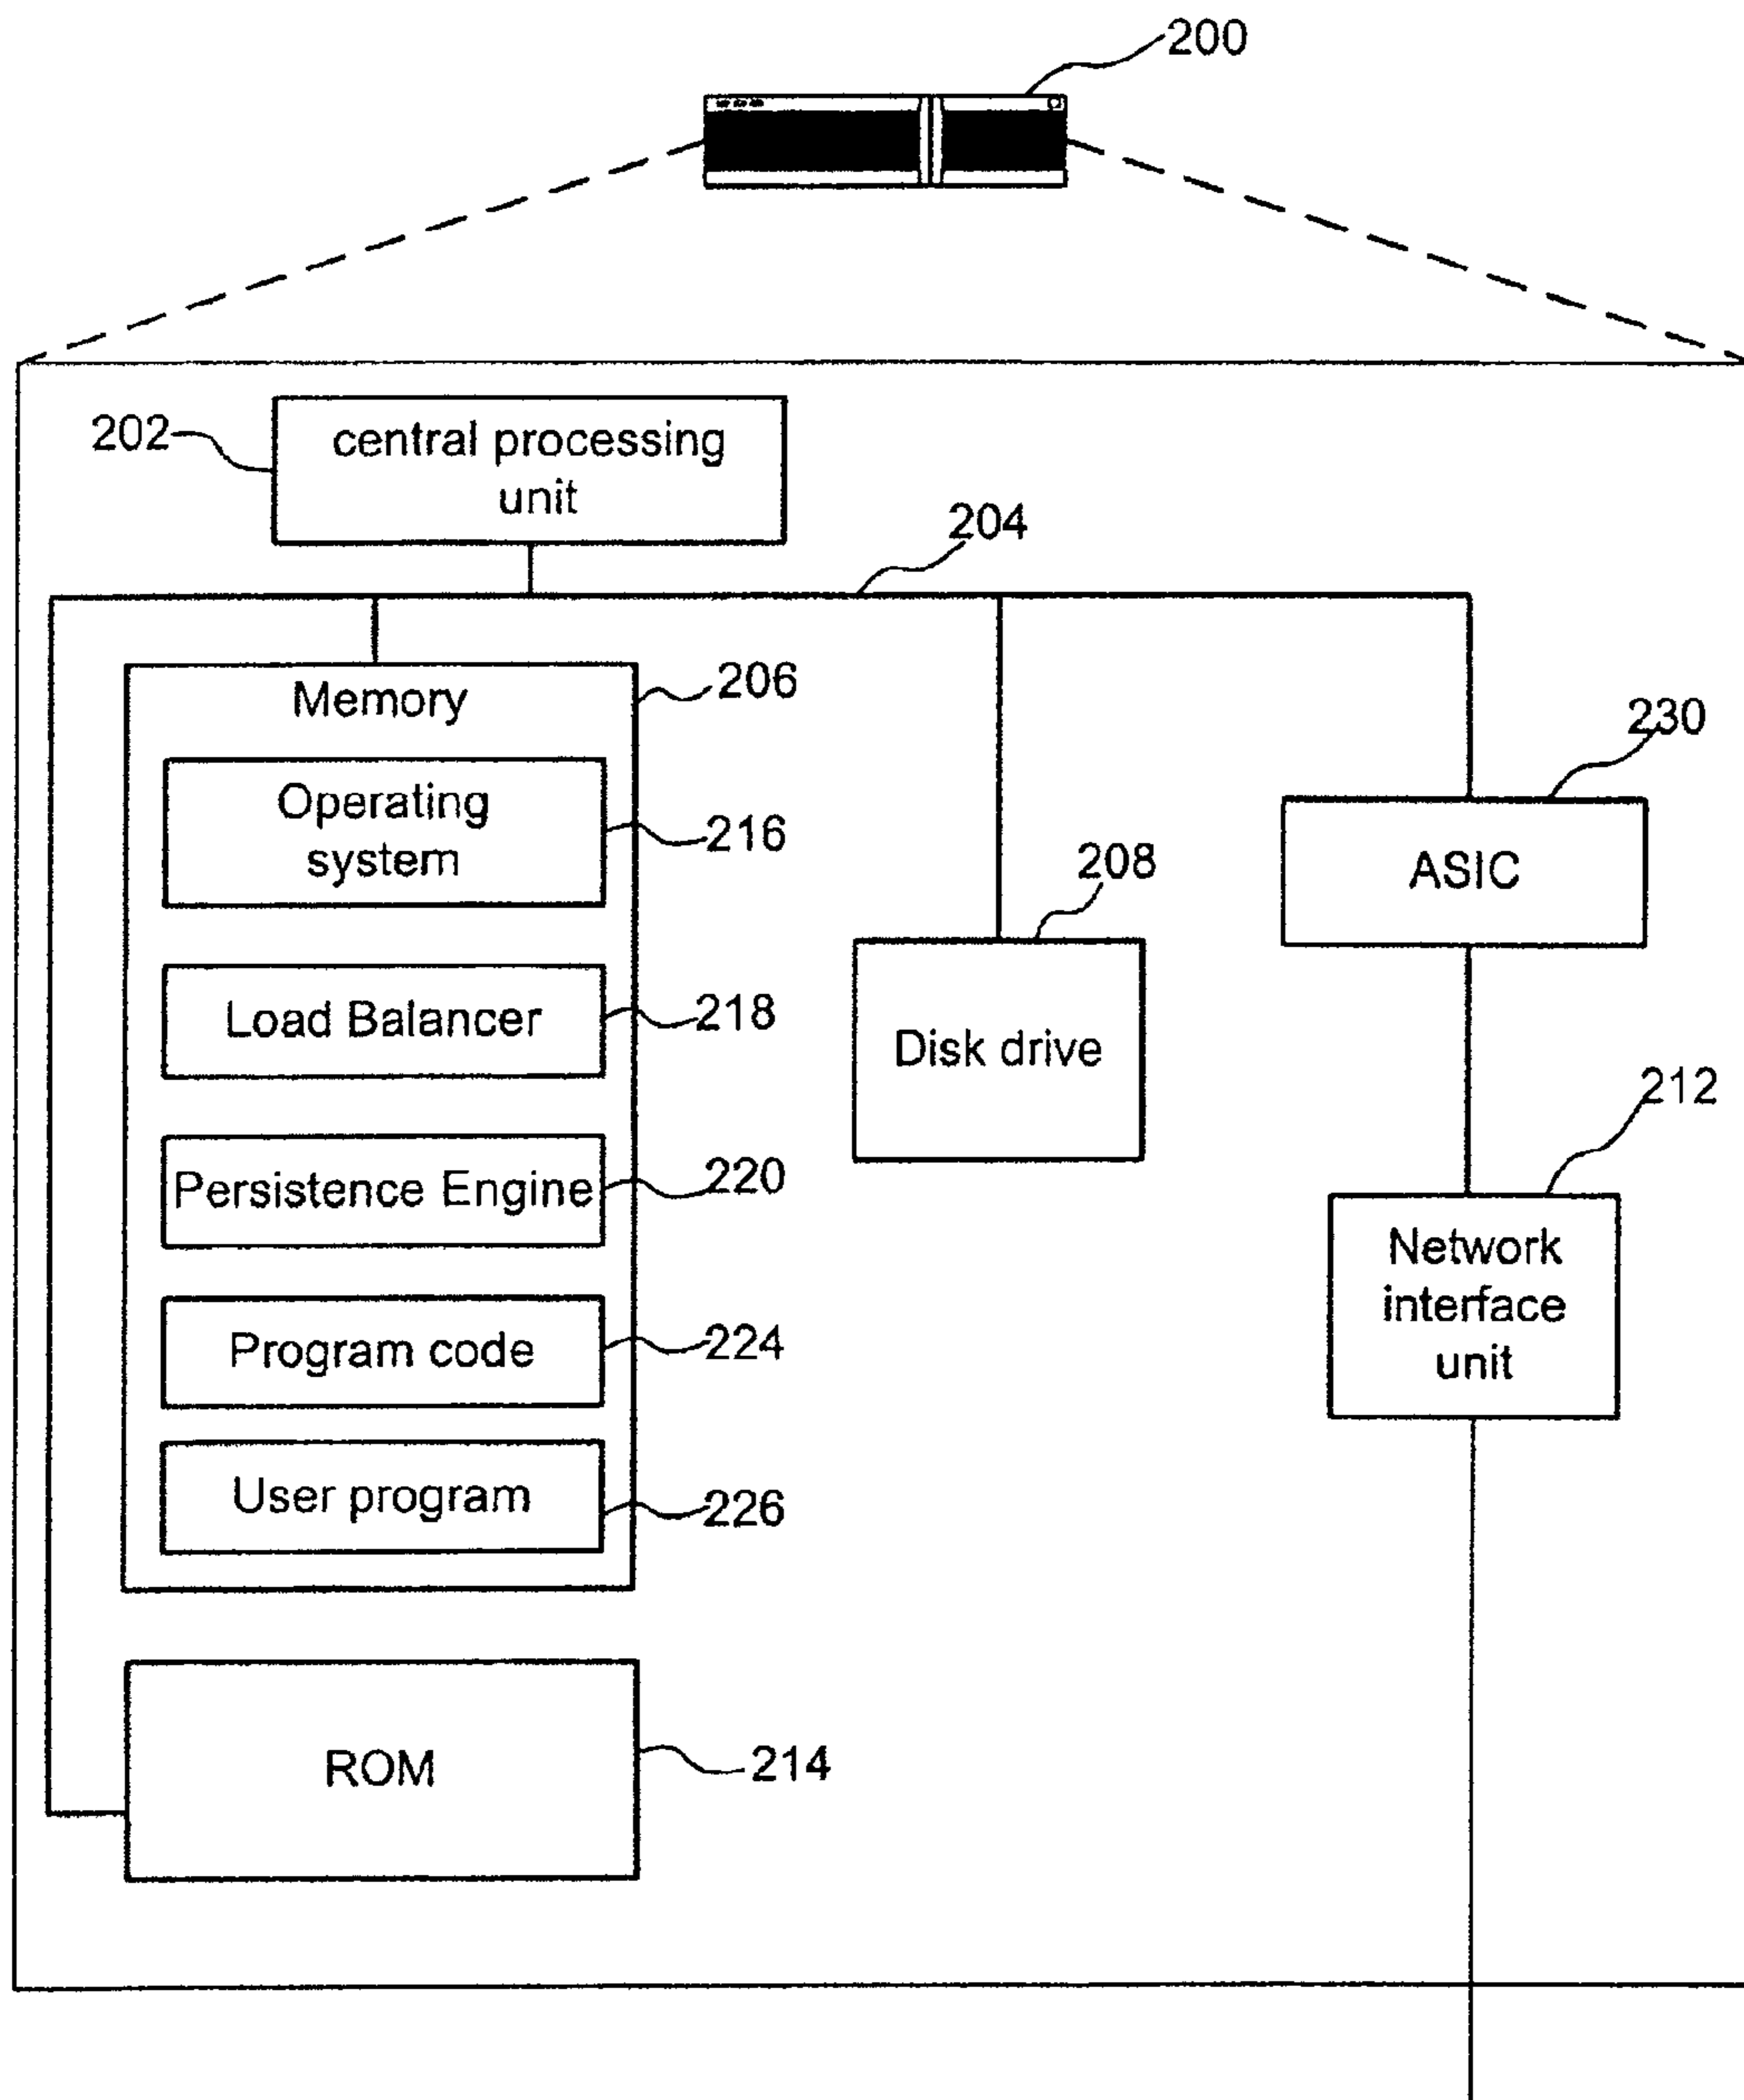 200
202
central processing
unit
204
Memory
206
230
Operating
system
216
ASIC
208
Load Balancer
218
Disk drive
212
Persistence Engine
220
Network
interface
unit
Program code
224
User program
226
ROM
214